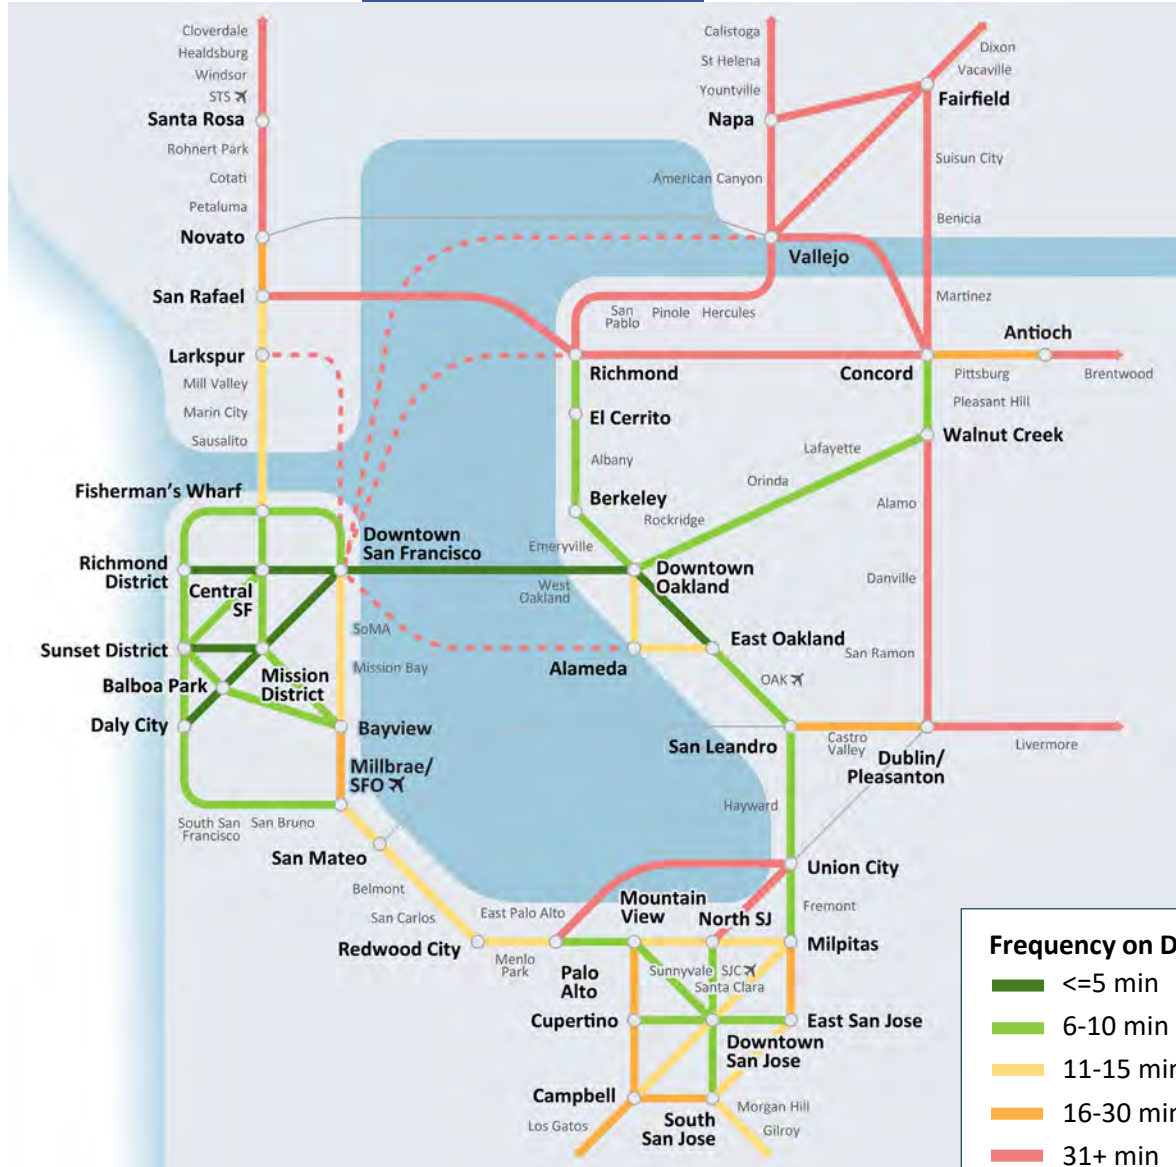 Cloverdale
Healdsburg
Windsor
STS
Santa Rosa
Rohnert Park
Cotati
Petaluma
Novato
San Rafael
Larkspur
Mill Valley
Marin City
Sausalito
Calistoga
St Helena
Yountville
Napa
American Canyon
Vallejo
Dixon
Vacaville
Fairfield
Suisun City
Benicia
Martinez
San
Pablo
Pinole
Hercules
Antioch
Richmond
Concord
Pittsburg
Brentwood
Pleasant Hill
El Cerrito
Walnut Creek
Albany
Lafayette
Orinda
Berkeley
Rockridge
Alamo
Emeryville
Fisherman's Wharf
Downtown
San Francisco
Richmond
District
Central
SF
West
Oakland
Downtown
Oakland
Danville
Sunset District
SoMA
Mission Bay
Alameda
East Oakland
San Ramon
Balboa Park
Mission
District
OAK
Daly City
Bayview
San Leandro
Castro
Valley
Dublin/
Pleasanton
Livermore
Millbrae/
SFO
South San
Francisco
San Bruno
Hayward
San Mateo
Belmont
San Carlos
Union City
East Palo Alto
Mountain
View
North SJ
Fremont
Redwood City
Menlo
Park
Milpitas
Palo
Alto
Sunnyvale
SJC
Santa Clara
Cupertino
East San Jose
Downtown
San Jose
Campbell
Los Gatos
South
San Jose
Morgan Hill
Gilroy
Frequency on D
<=5 min
6-10 min
11-15 min
16-30 min
31+ min